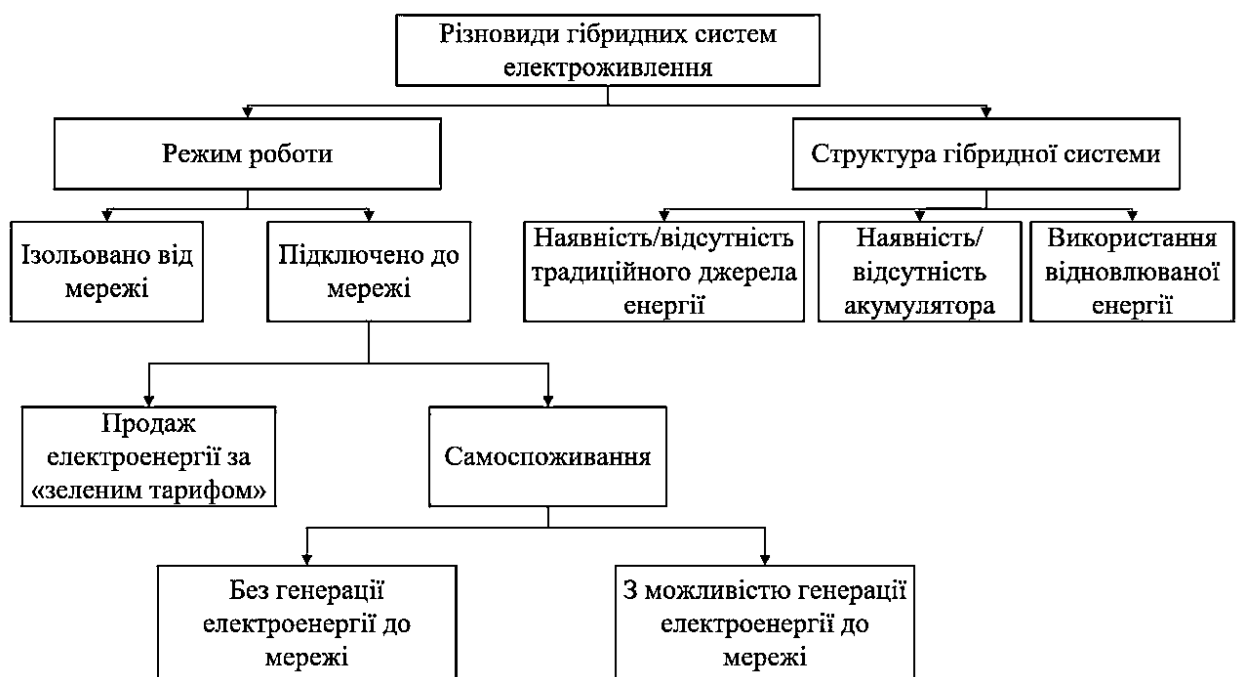 Різновиди гібридних систем
електроживлення
Режим роботи
Структура гібридної системи
Ізольовано від
мережі
Підключено до
мережі
Наявність/відсутність
традиційного джерела
енергії
Наявність/
відсутність
акумулятора
Використання
відновлюваної
енергії
Продаж
електроенергії за
«зеленим тарифом»
Самоспоживання
Без генерації
електроенергії до
мережі
З можливістю генерації
електроенергії до
мережі